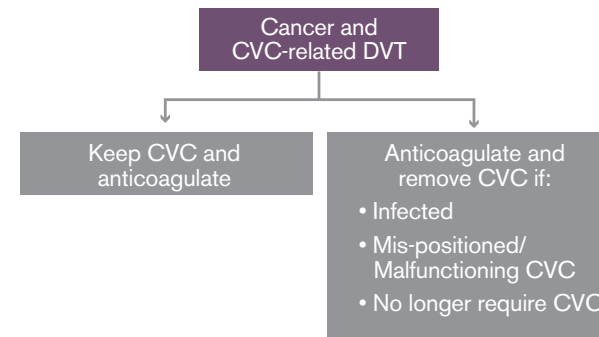 Cancer and
CVC-related DVT
Keep CVC and
anticoagulate
Anticoagulate and
remove CVC if:
• Infected
• Mis-positioned/
Malfunctioning CVC
• No longer require CVC